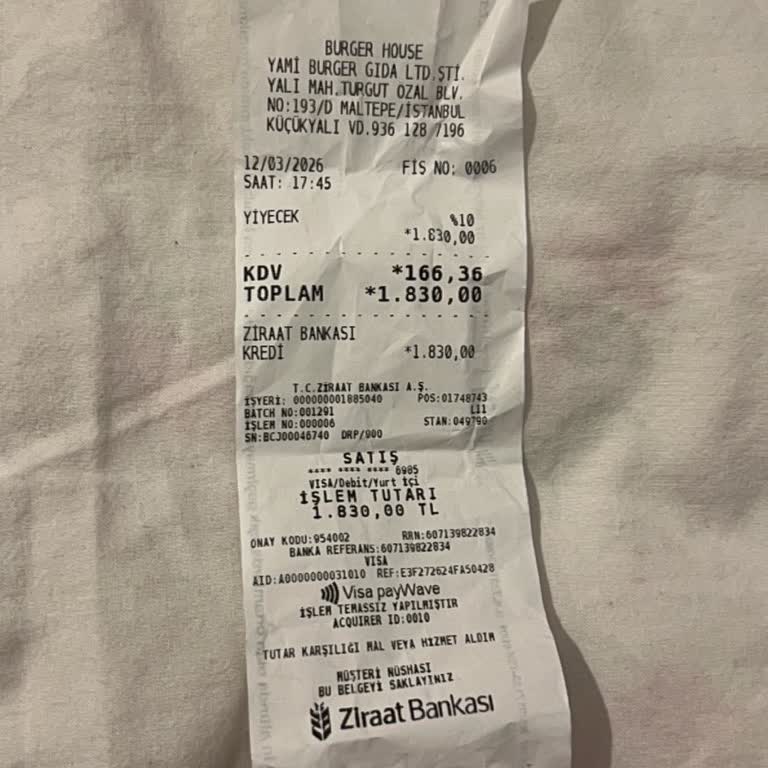 BURGER HOUSE
YAMİ BURGER GIDA LTD.ŞTİ.
YALI MAH.TURGUT OZAL BLV.
NO:193/D MALTEPE/İSTANBUL
KÜÇÜKYALI VD.936 128 7196
12/03/2026 FİS NO: 0006
SAAT: 17:45
YİYECEK %10
*1.830,00
KDV *166,36
TOPLAM *1.830,00
ZİRAAT BANKASI
KREDİ *1.830,00
T.C.ZİRAAT BANKASI A.Ş.
İŞYERİ: 000000001885040 POS:01748743
BATCH NO:001291 L11
İŞLEM NO:000006 STAN:049790
SN:BCJ00046740 DRP/900
SATIŞ
**** **** **** 6985
VISA/Debit/Yurt İçi
İŞLEM TUTARI
1.830,00 TL
ONAY KODU:954002 RRN:607139822834
BANKA REFERANS:607139822834
VISA
AID:A0000000031010 REF:E3F272624FA50428
Visa payWave
İŞLEM TEMASSIZ YAPILMIŞTIR
ACQUIRER ID:0010
TUTAR KARŞILIĞI MAL VEYA HİZMET ALDIM
MÜŞTERİ NÜSHASI
BU BELGEYİ SAKLAYINIZ
Ziraat Bankası